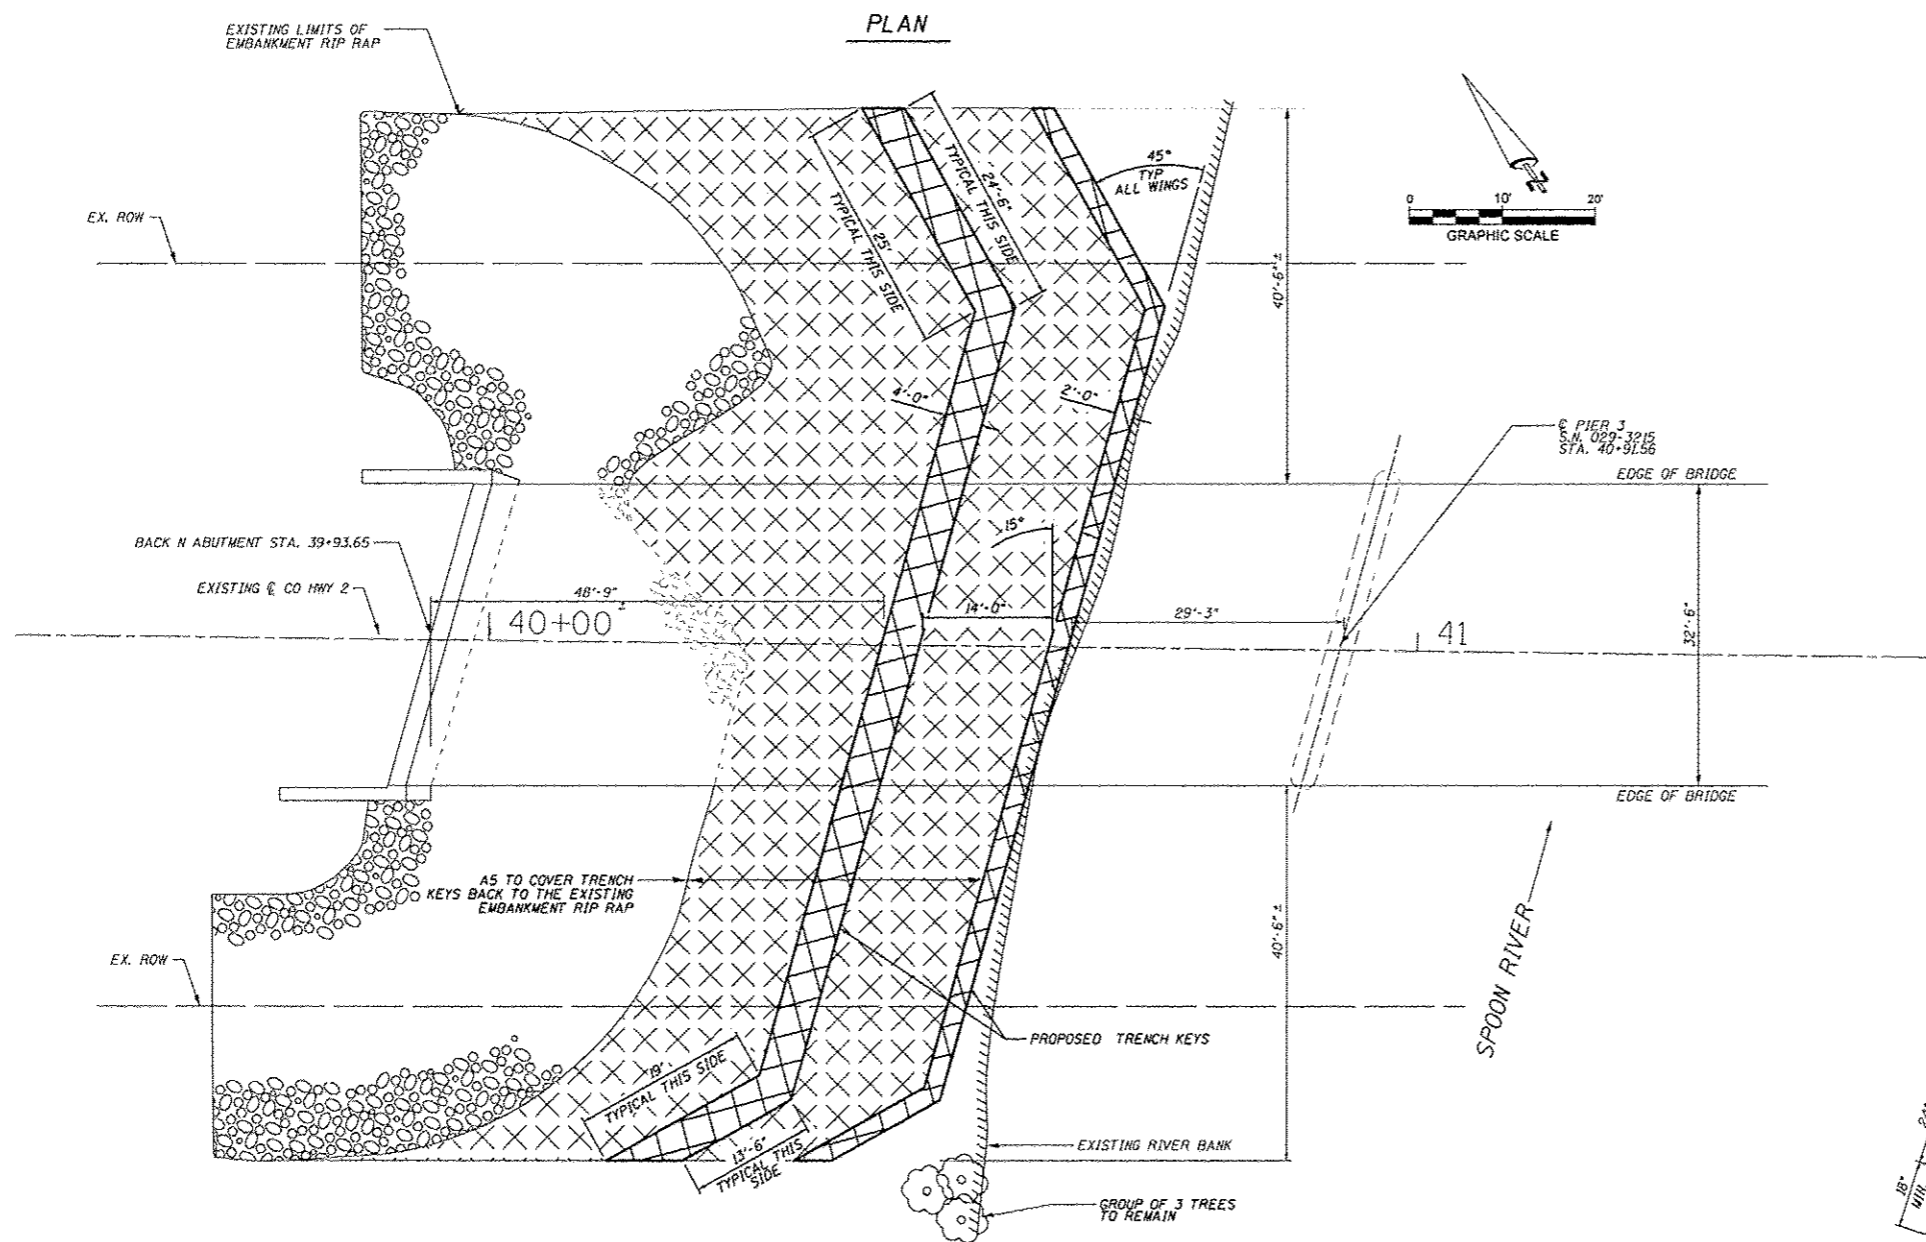 PLAN
EXISTING LIMITS OF
EMBANKMENT RIP RAP
EX. ROW
25'
TYPICAL THIS SIDE
24'-6"
TYPICAL THIS SIDE
45°
TYP
ALL WINGS
0 10' 20'
GRAPHIC SCALE
40'-6" ±
4'-0"
2'-0"
℄ PIER 3
S.N. 029-3215
STA. 40+91.56
EDGE OF BRIDGE
BACK N ABUTMENT STA. 39+93.65
EXISTING ℄ CO HWY 2
48'-9"
±
40+00
15°
14'-0"
29'-3"
41
32'-6"
EDGE OF BRIDGE
A5 TO COVER TRENCH
KEYS BACK TO THE EXISTING
EMBANKMENT RIP RAP
40'-6" ±
SPOON RIVER
EX. ROW
PROPOSED TRENCH KEYS
19'
TYPICAL THIS SIDE
13'-6"
TYPICAL THIS
SIDE
EXISTING RIVER BANK
GROUP OF 3 TREES
TO REMAIN
18"
MIN.